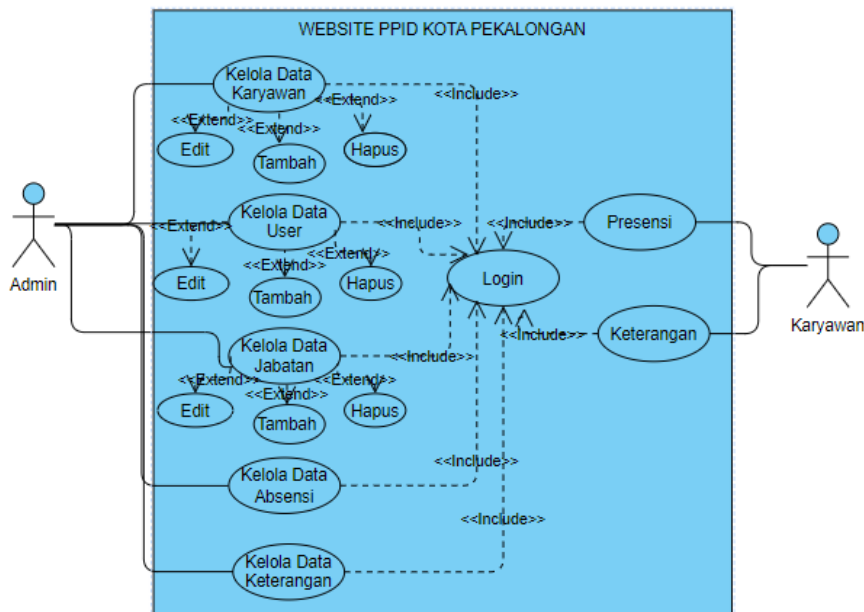 WEBSITE PPID KOTA PEKALONGAN
Kelola Data
Karyawan
<<Include>>
<<Extend>>
<<Extend>>
<<Extend>>
Edit
Tambah
Hapus
Kelola Data
User
<<Extend>>
<<Include>>
<<Include>>
Presensi
<<Extend>>
<<Extend>>
Edit
Tambah
Hapus
Login
Admin
Karyawan
Kelola Data
Jabatan
<<Include>>
<<Include>>
Keterangan
<<Extend>>
<<Extend>>
<<Extend>>
Edit
Tambah
Hapus
Kelola Data
Absensi
<<Include>>
<<Include>>
Kelola Data
Keterangan